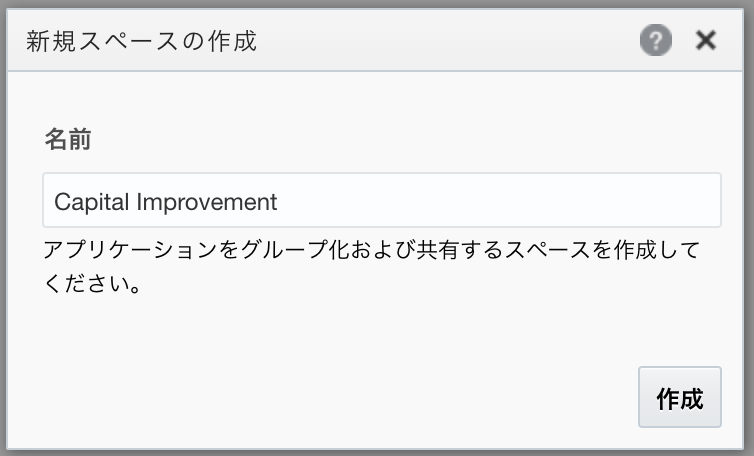 新規スペースの作成
名前
Capital Improvement
アプリケーションをグループ化および共有するスペースを作成して
ください。
作成